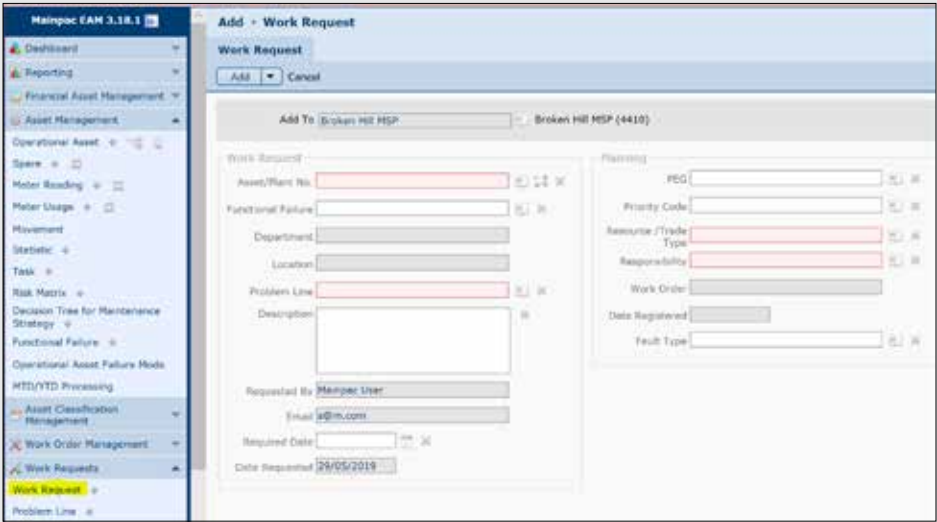 Mainpac EAM 3.18.1
Dashboard
Reporting
Financial Asset Management
Asset Management
Operational Asset
Spare
Meter Reading
Meter Usage
Movement
Statistic
Task
Risk Matrix
Decision Tree for Maintenance
Strategy
Functional Failure
Operational Asset Failure Mode
MTD/YTD Processing
Asset Classification
Management
Work Order Management
Work Requests
Work Request
Problem Line
Add • Work Request
Work Request
Add Cancel
Add To Broken Hill MSP Broken Hill MSP (4410)
Work Request
Asset/Plant No.
Functional Failure
Department
Location
Problem Line
Description
Requested By Mainpac User
Email a@m.com
Required Date
Date Requested 29/05/2019
Planning
PEG
Priority Code
Resource /Trade
Type
Responsibility
Work Order
Date Registered
Fault Type